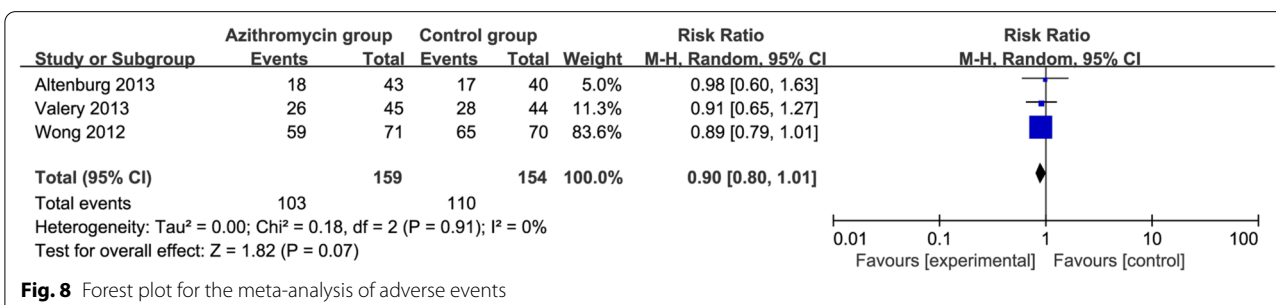 Azithromycin group Control group Risk Ratio Risk Ratio
Study or Subgroup Events Total Events Total Weight M-H, Random, 95% CI M-H, Random, 95% CI
Altenburg 2013 18 43 17 40 5.0% 0.98 [0.60, 1.63]
Valery 2013 26 45 28 44 11.3% 0.91 [0.65, 1.27]
Wong 2012 59 71 65 70 83.6% 0.89 [0.79, 1.01]
Total (95% CI) 159 154 100.0% 0.90 [0.80, 1.01]
Total events 103 110
Heterogeneity: Tau² = 0.00; Chi² = 0.18, df = 2 (P = 0.91); I² = 0%
Test for overall effect: Z = 1.82 (P = 0.07)
0.01 0.1 1 10 100
Favours [experimental] Favours [control]
Fig. 8 Forest plot for the meta-analysis of adverse events